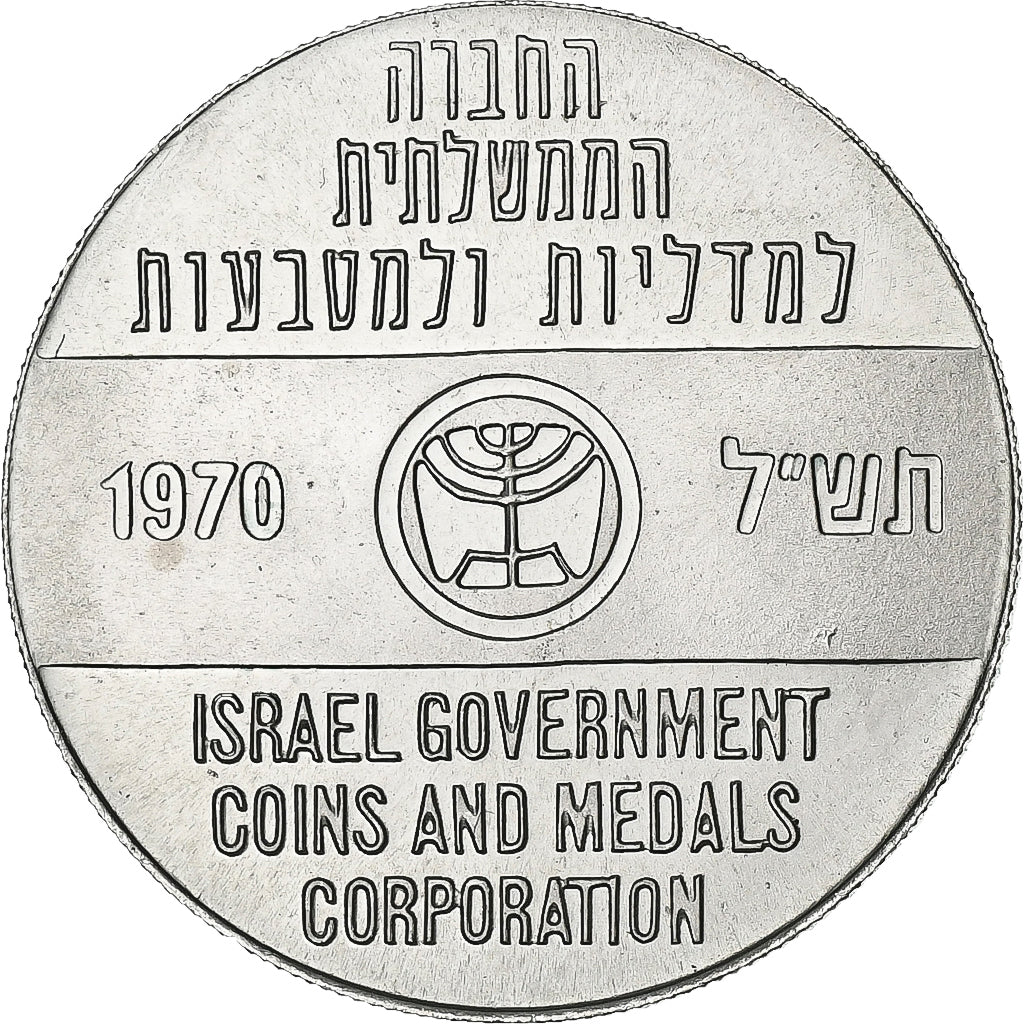 החברה
הממשלתית
למדליות ולמטבעות
1970 תש"ל
ISRAEL GOVERNMENT
COINS AND MEDALS
CORPORATION